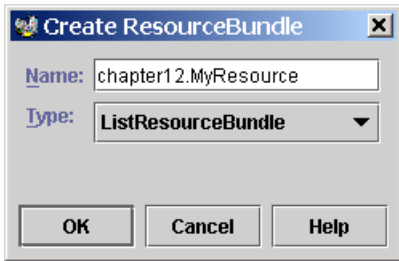 Create ResourceBundle
Name: chapter12.MyResource
Type: ListResourceBundle
OK Cancel Help